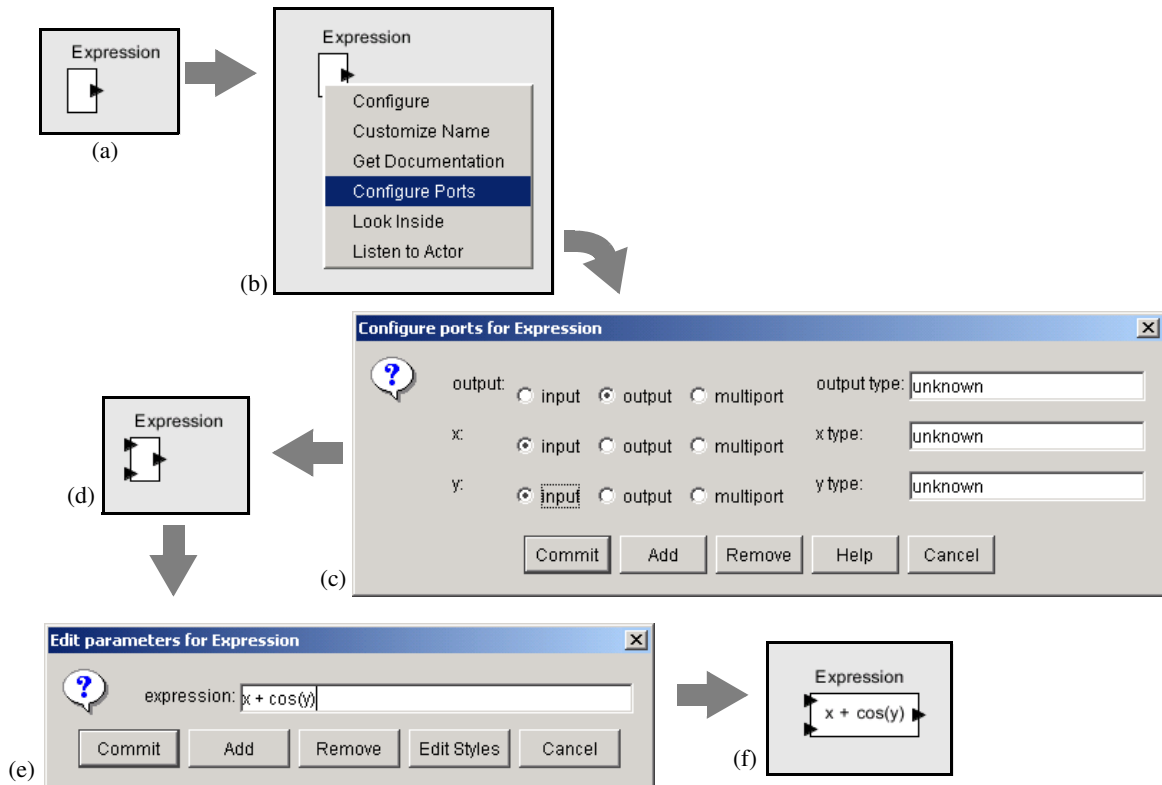 Expression
(a)
Expression
Configure
Customize Name
Get Documentation
Configure Ports
Look Inside
Listen to Actor
(b)
Configure ports for Expression
?
output: input output multiport output type: unknown
x: input output multiport x type: unknown
y: input output multiport y type: unknown
Commit Add Remove Help Cancel
(c)
Expression
(d)
Edit parameters for Expression
?
expression: x + cos(y)
Commit Add Remove Edit Styles Cancel
(e)
Expression
x + cos(y)
(f)